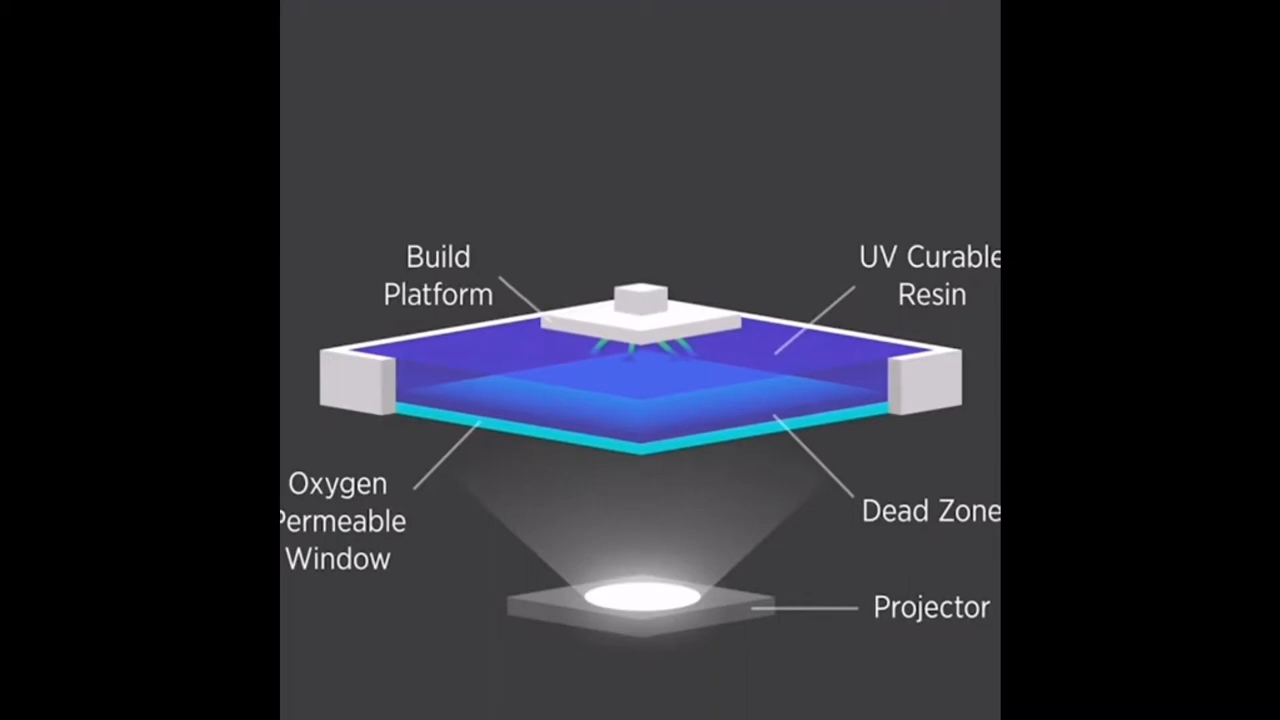 Build
Platform
UV Curable
Resin
Oxygen
Permeable
Window
Dead Zone
Projector